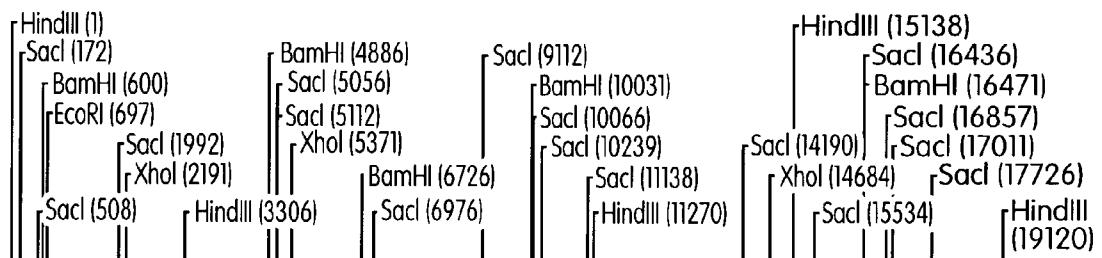 HindIII (1)
SacI (172)
BamHI (600)
EcoRI (697)
SacI (1992)
XhoI (2191)
SacI (508)
HindIII (3306)
BamHI (4886)
SacI (5056)
SacI (5112)
XhoI (5371)
BamHI (6726)
SacI (6976)
SacI (9112)
BamHI (10031)
SacI (10066)
SacI (10239)
SacI (11138)
HindIII (11270)
HindIII (15138)
SacI (16436)
BamHI (16471)
SacI (16857)
SacI (14190)
SacI (17011)
XhoI (14684)
SacI (17726)
SacI (15534)
HindIII
(19120)